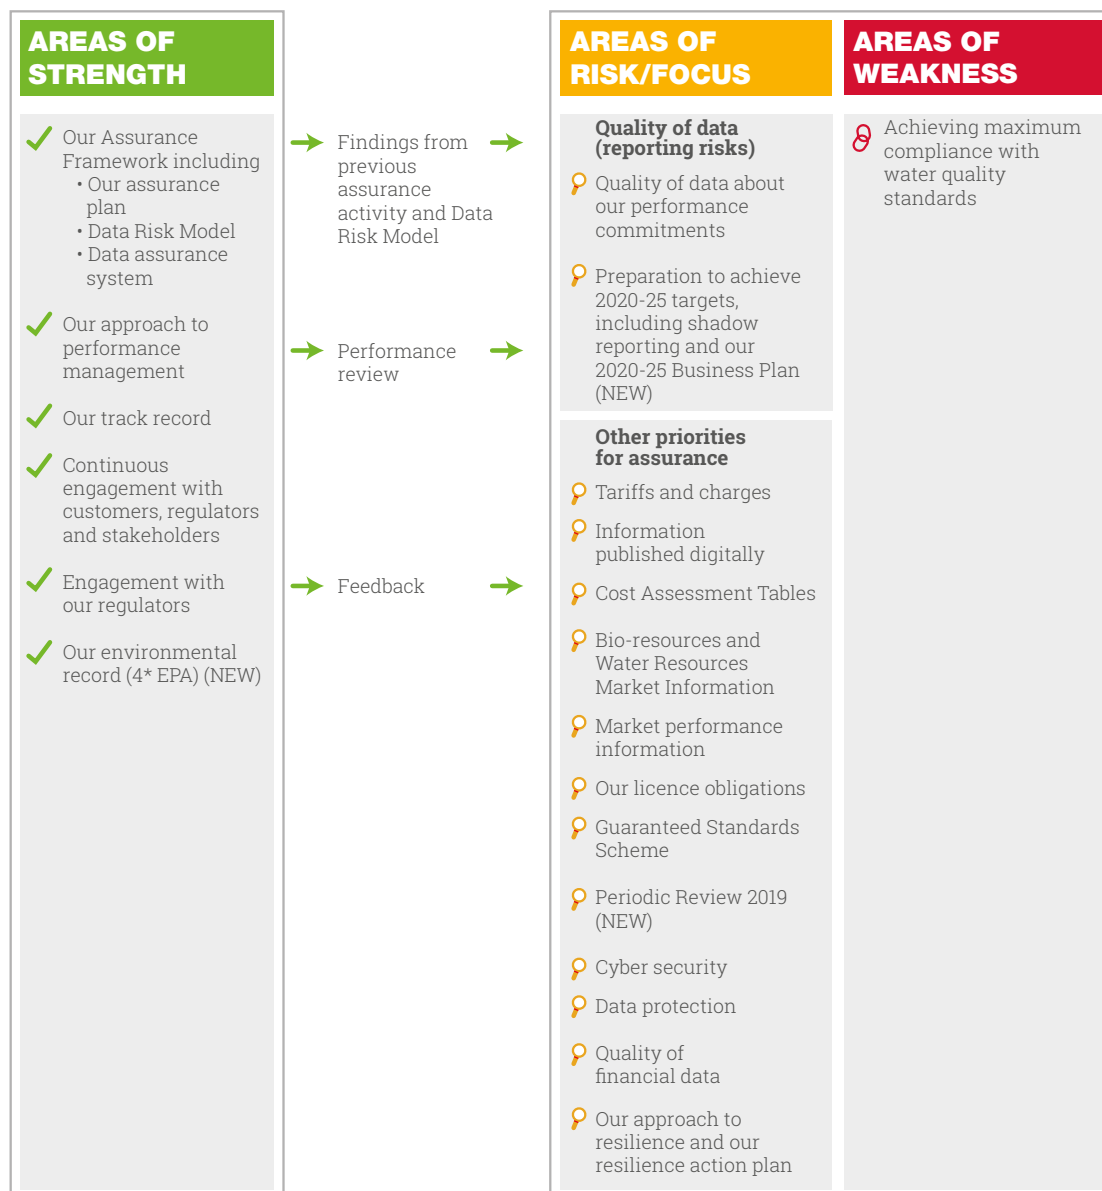 AREAS OF
STRENGTH
Our Assurance
Framework including
• Our assurance
plan
• Data Risk Model
• Data assurance
system
Our approach to
performance
management
Our track record
Continuous
engagement with
customers, regulators
and stakeholders
Engagement with
our regulators
Our environmental
record (4* EPA) (NEW)
Findings from
previous
assurance
activity and Data
Risk Model
Performance
review
Feedback
AREAS OF
RISK/FOCUS
Quality of data
(reporting risks)
Quality of data about
our performance
commitments
Preparation to achieve
2020-25 targets,
including shadow
reporting and our
2020-25 Business Plan
(NEW)
Other priorities
for assurance
Tariffs and charges
Information
published digitally
Cost Assessment Tables
Bio-resources and
Water Resources
Market Information
Market performance
information
Our licence obligations
Guaranteed Standards
Scheme
Periodic Review 2019
(NEW)
Cyber security
Data protection
Quality of
financial data
Our approach to
resilience and our
resilience action plan
AREAS OF
WEAKNESS
Achieving maximum
compliance with
water quality
standards